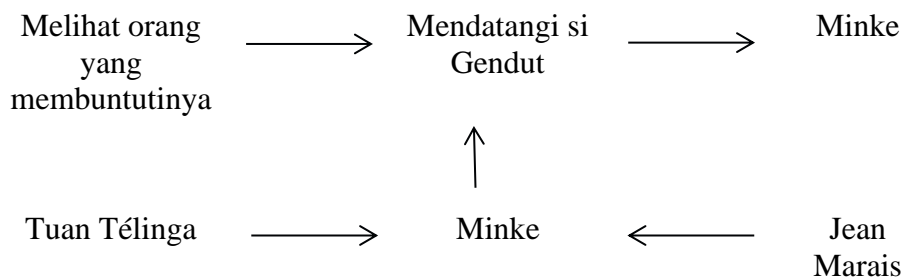 Melihat orang
yang
membuntutinya
Mendatangi si
Gendut
Minke
Tuan Télinga
Minke
Jean
Marais